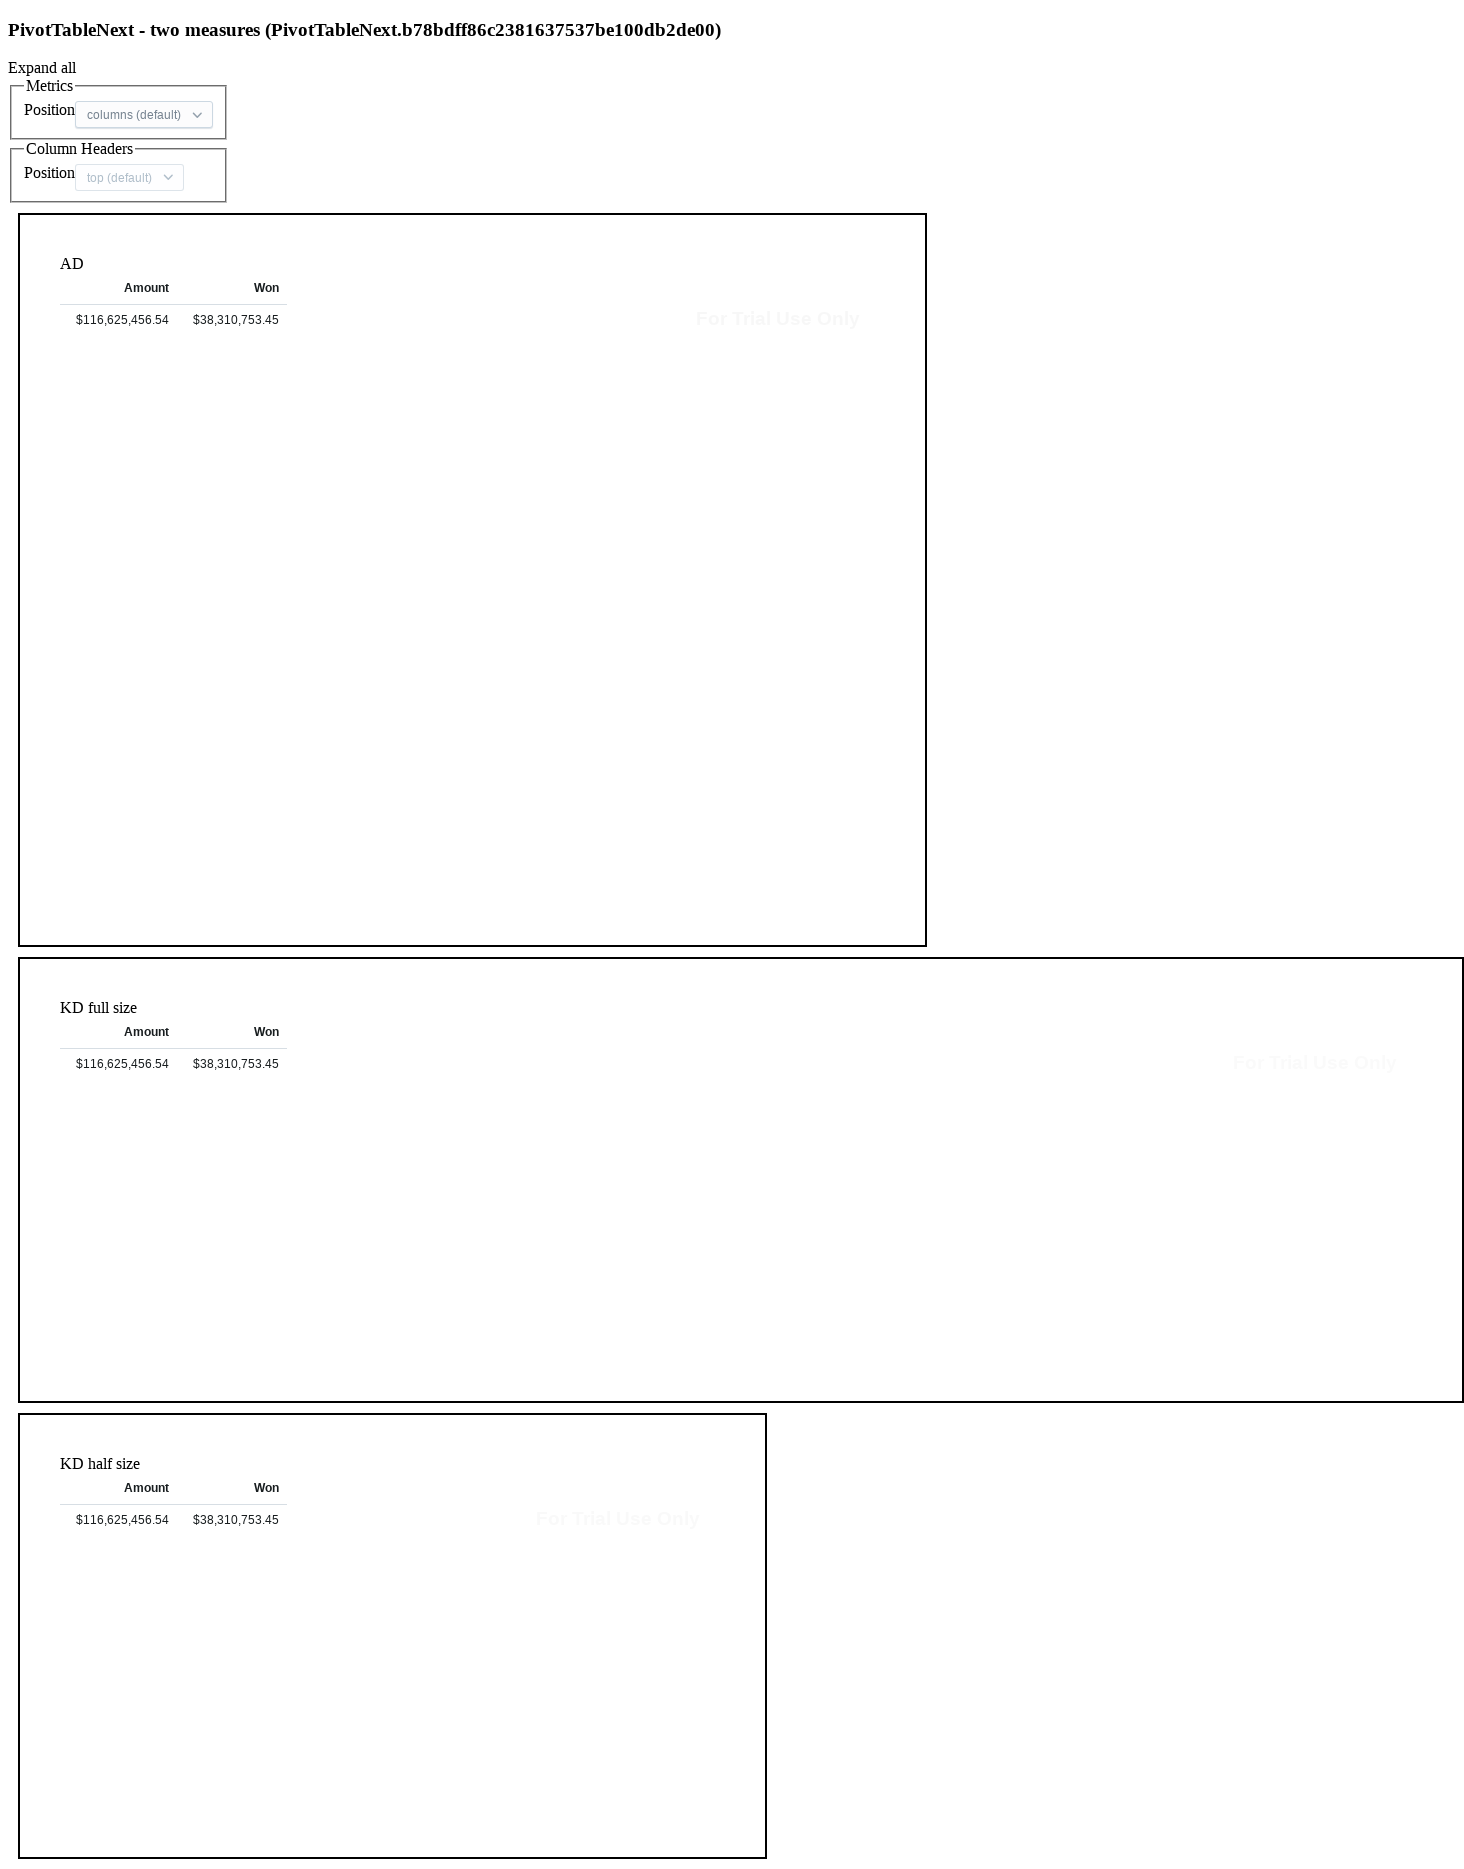 PivotTableNext - two measures (PivotTableNext.b78bdff86c2381637537be100db2de00)
Expand all
Metrics
Position columns (default)
Column Headers
Position top (default)
AD
Amount Won
$116,625,456.54 $38,310,753.45
For Trial Use Only
KD full size
Amount Won
$116,625,456.54 $38,310,753.45
For Trial Use Only
KD half size
Amount Won
$116,625,456.54 $38,310,753.45
For Trial Use Only